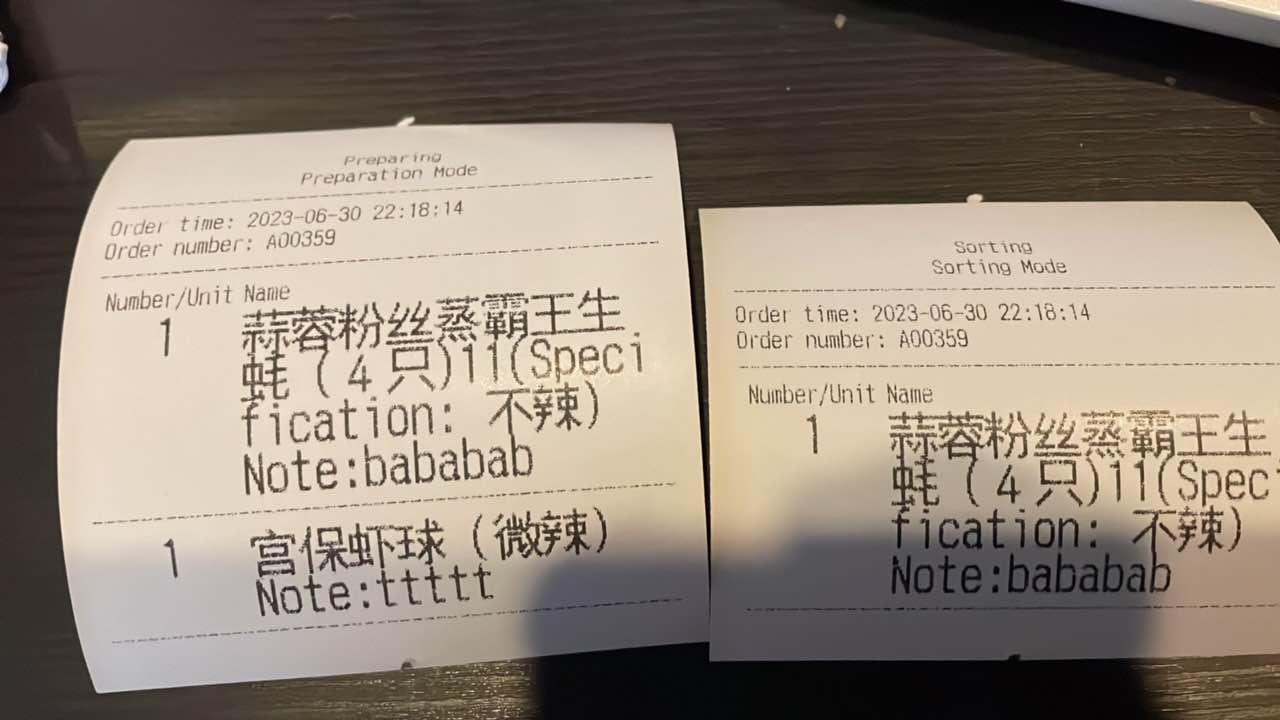 Preparing
Preparation Mode
Order time: 2023-06-30 22:18:14
Order number: A00359
Number/Unit Name
1 蒜蓉粉丝蒸霸王生
蚝（4只)11(Speci
fication: 不辣)
Note:bababab
1 宫保虾球（微辣）
Note:ttttt
Sorting
Sorting Mode
Order time: 2023-06-30 22:18:14
Order number: A00359
Number/Unit Name
1 蒜蓉粉丝蒸霸王生
蚝（4只)11(Spec
fication: 不辣)
Note:bababab